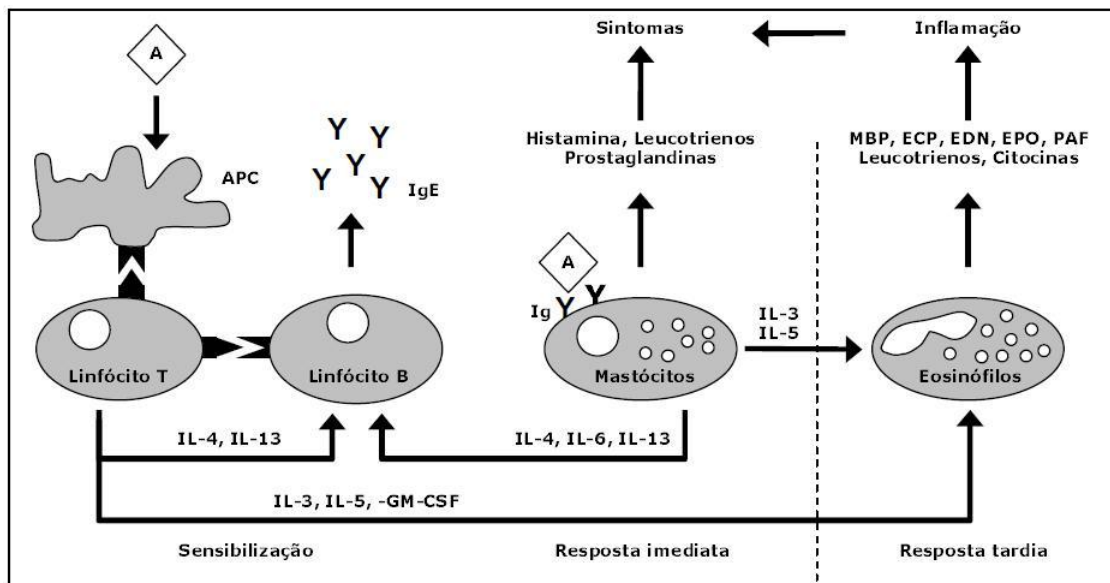 Sintomas
Inflamação
A
Histamina, Leucotrienos
Prostaglandinas
MBP, ECP, EDN, EPO, PAF
Leucotrienos, Citocinas
APC
Y Y Y Y Y
IgE
A
Ig Y Y
IL-3
IL-5
Linfócito T
Linfócito B
Mastócitos
Eosinófilos
IL-4, IL-13
IL-4, IL-6, IL-13
IL-3, IL-5, -GM-CSF
Sensibilização
Resposta imediata
Resposta tardia